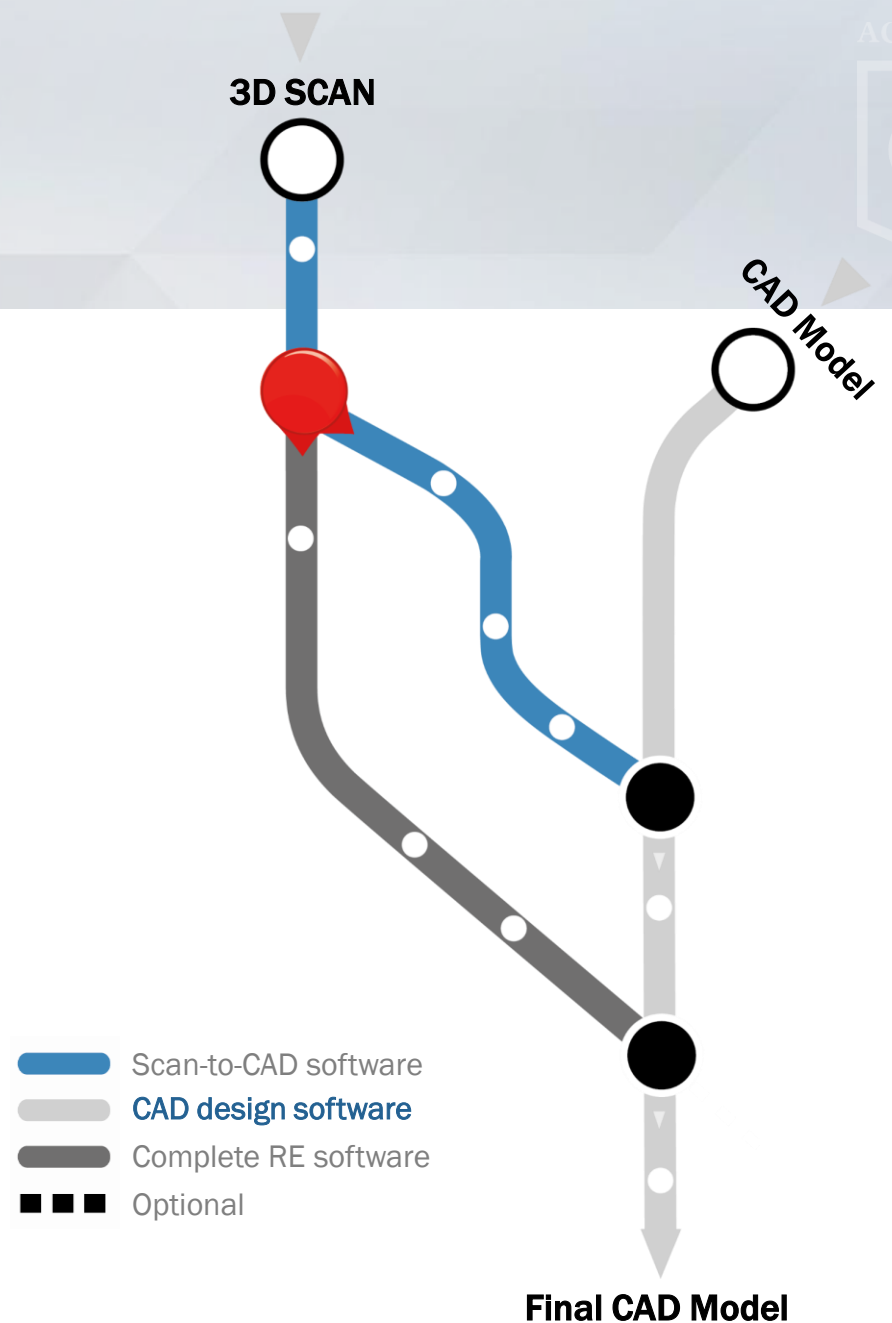 3D SCAN
CAD Model
Scan-to-CAD software
CAD design software
Complete RE software
Optional
Final CAD Model